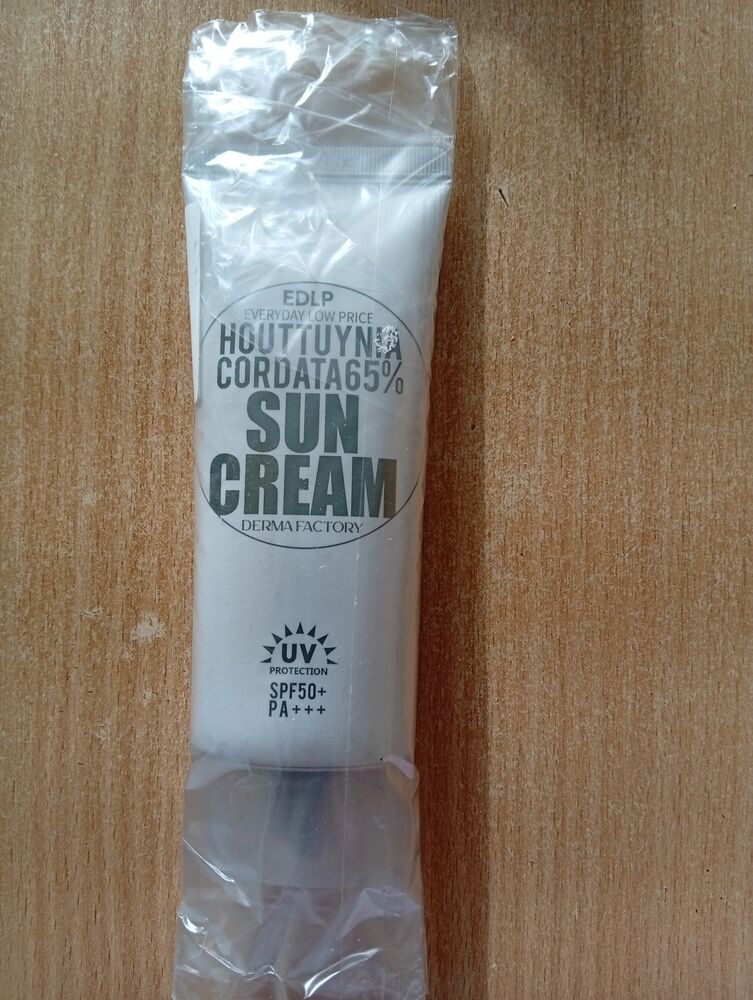 EDLP
EVERYDAY LOW PRICE
HOUTTUYNIA
CORDATA65%
SUN
CREAM
DERMA FACTORY
UV
PROTECTION
SPF50+
PA+++